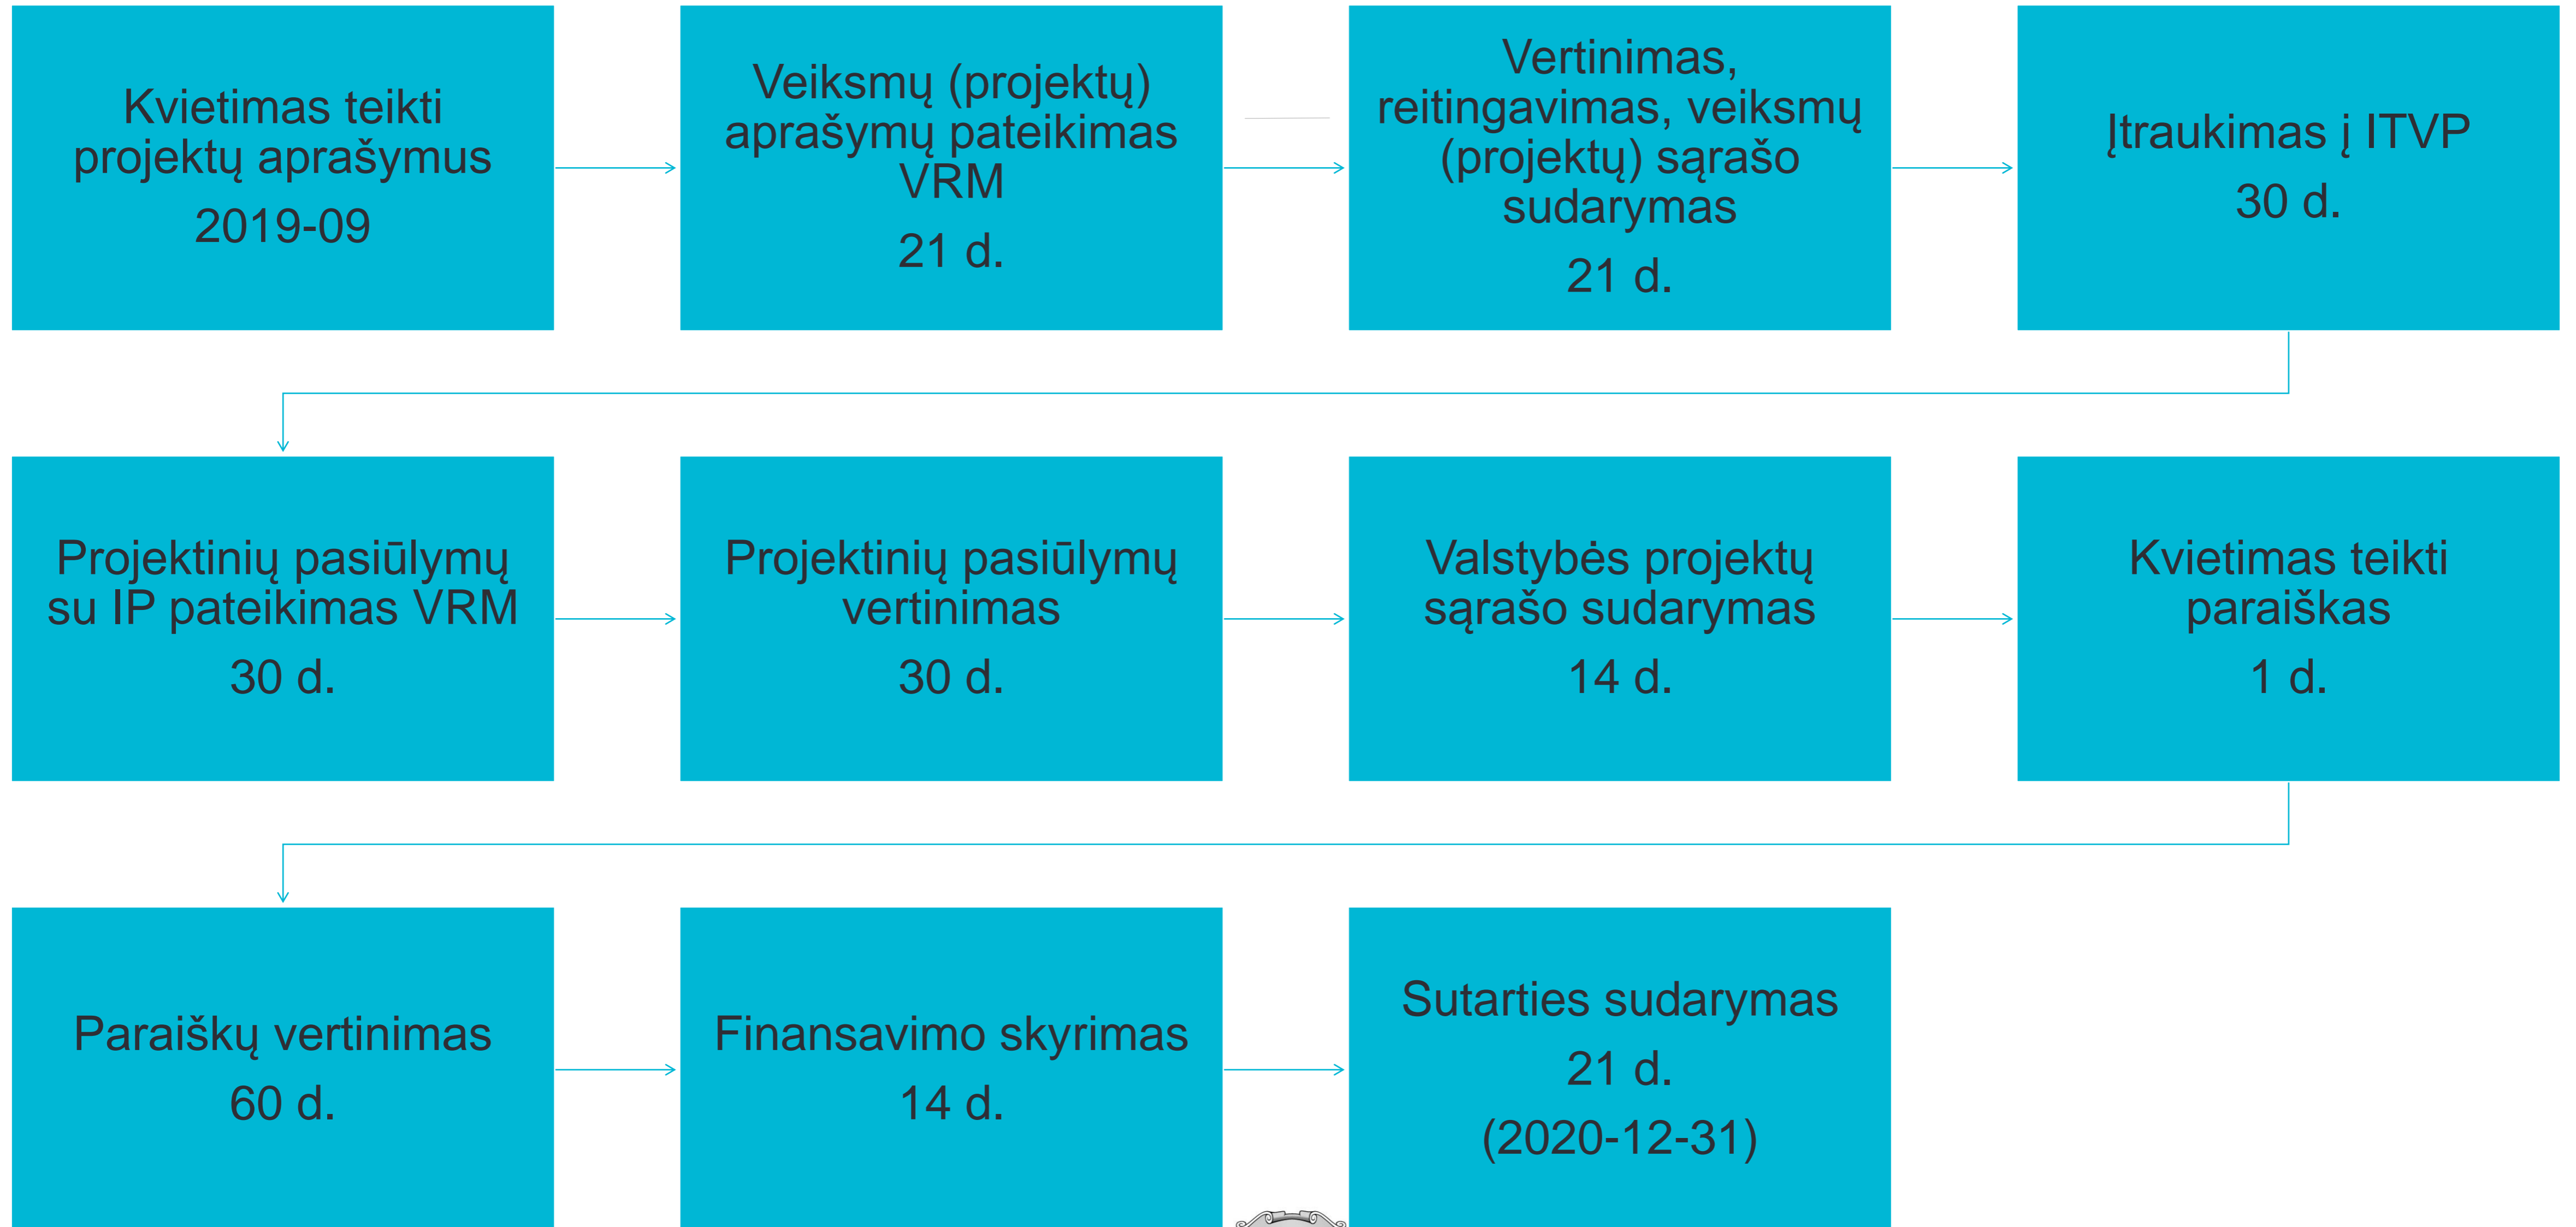 Kvietimas teikti
projektų aprašymus
2019-09
Veiksmų (projektų)
aprašymų pateikimas
VRM
21 d.
Vertinimas,
reitingavimas, veiksmų
(projektų) sąrašo
sudarymas
21 d.
Įtraukimas į ITVP
30 d.
Projektinių pasiūlymų
su IP pateikimas VRM
30 d.
Projektinių pasiūlymų
vertinimas
30 d.
Valstybės projektų
sąrašo sudarymas
14 d.
Kvietimas teikti
paraiškas
1 d.
Paraiškų vertinimas
60 d.
Finansavimo skyrimas
14 d.
Sutarties sudarymas
21 d.
(2020-12-31)